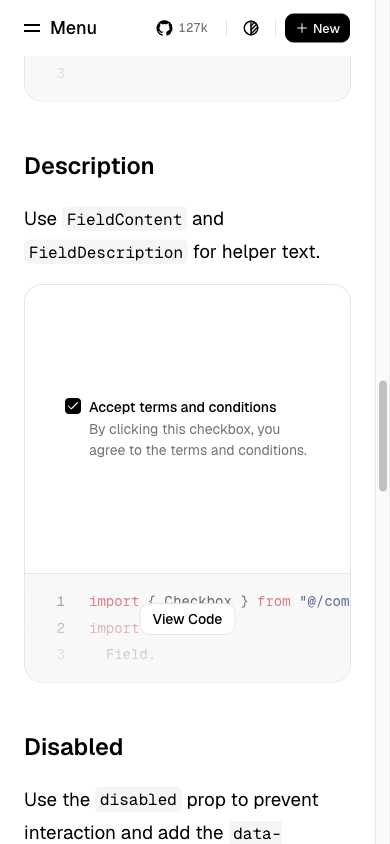 Menu 127k + New
3
Description
Use FieldContent and
FieldDescription for helper text.
Accept terms and conditions
By clicking this checkbox, you
agree to the terms and conditions.
1 import { Checkbox } from "@/com
2 import
View Code
3 Field,
Disabled
Use the disabled prop to prevent
interaction and add the data-